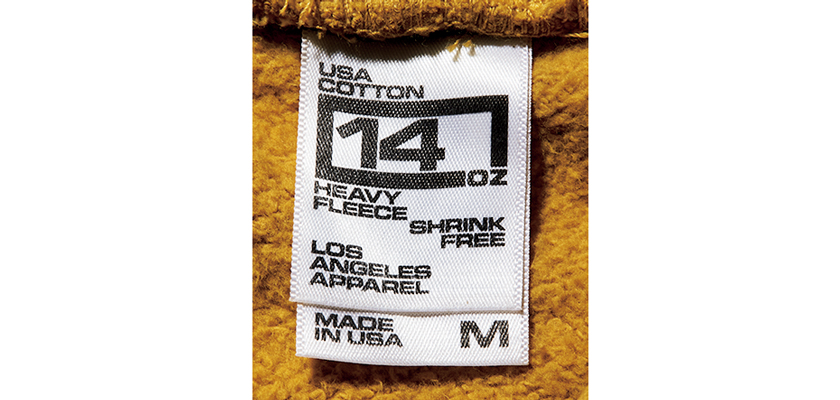 USA
COTTON
14
OZ
HEAVY
FLEECE
SHRINK
FREE
LOS
ANGELES
APPAREL
MADE
IN USA
M